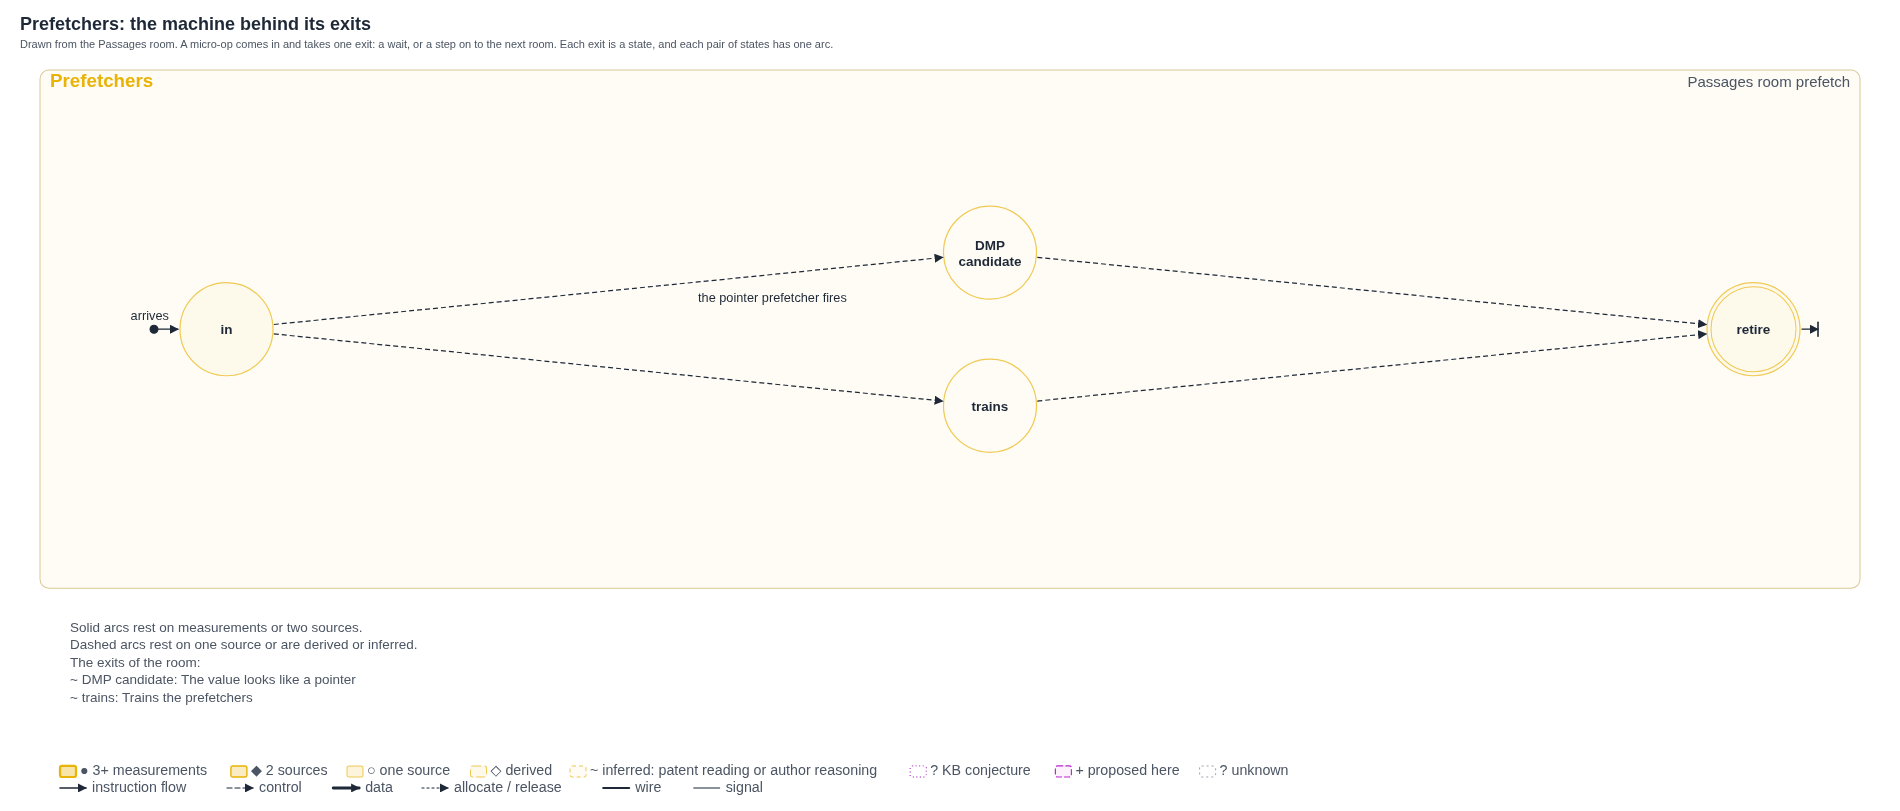 Prefetchers: the machine behind its exits
Drawn from the Passages room. A micro-op comes in and takes one exit: a wait, or a step on to the next room. Each exit is a state, and each pair of states has one arc.
Prefetchers
Passages room prefetch
DMP
candidate
the pointer prefetcher fires
arrives
in
retire
trains
Solid arcs rest on measurements or two sources.
Dashed arcs rest on one source or are derived or inferred.
The exits of the room:
~ DMP candidate: The value looks like a pointer
~ trains: Trains the prefetchers
● 3+ measurements ◆ 2 sources ○ one source ◇ derived ~ inferred: patent reading or author reasoning ? KB conjecture + proposed here ? unknown
instruction flow control data allocate / release wire signal